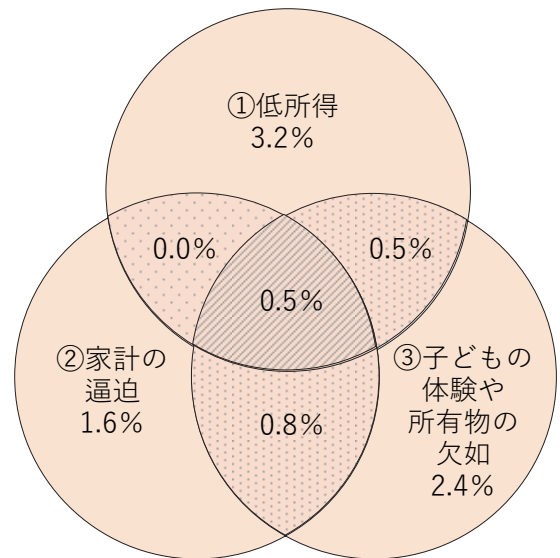 ①低所得
3.2%
0.0%
0.5%
0.5%
②家計の
逼迫
1.6%
0.8%
③子どもの
体験や
所有物の
欠如
2.4%